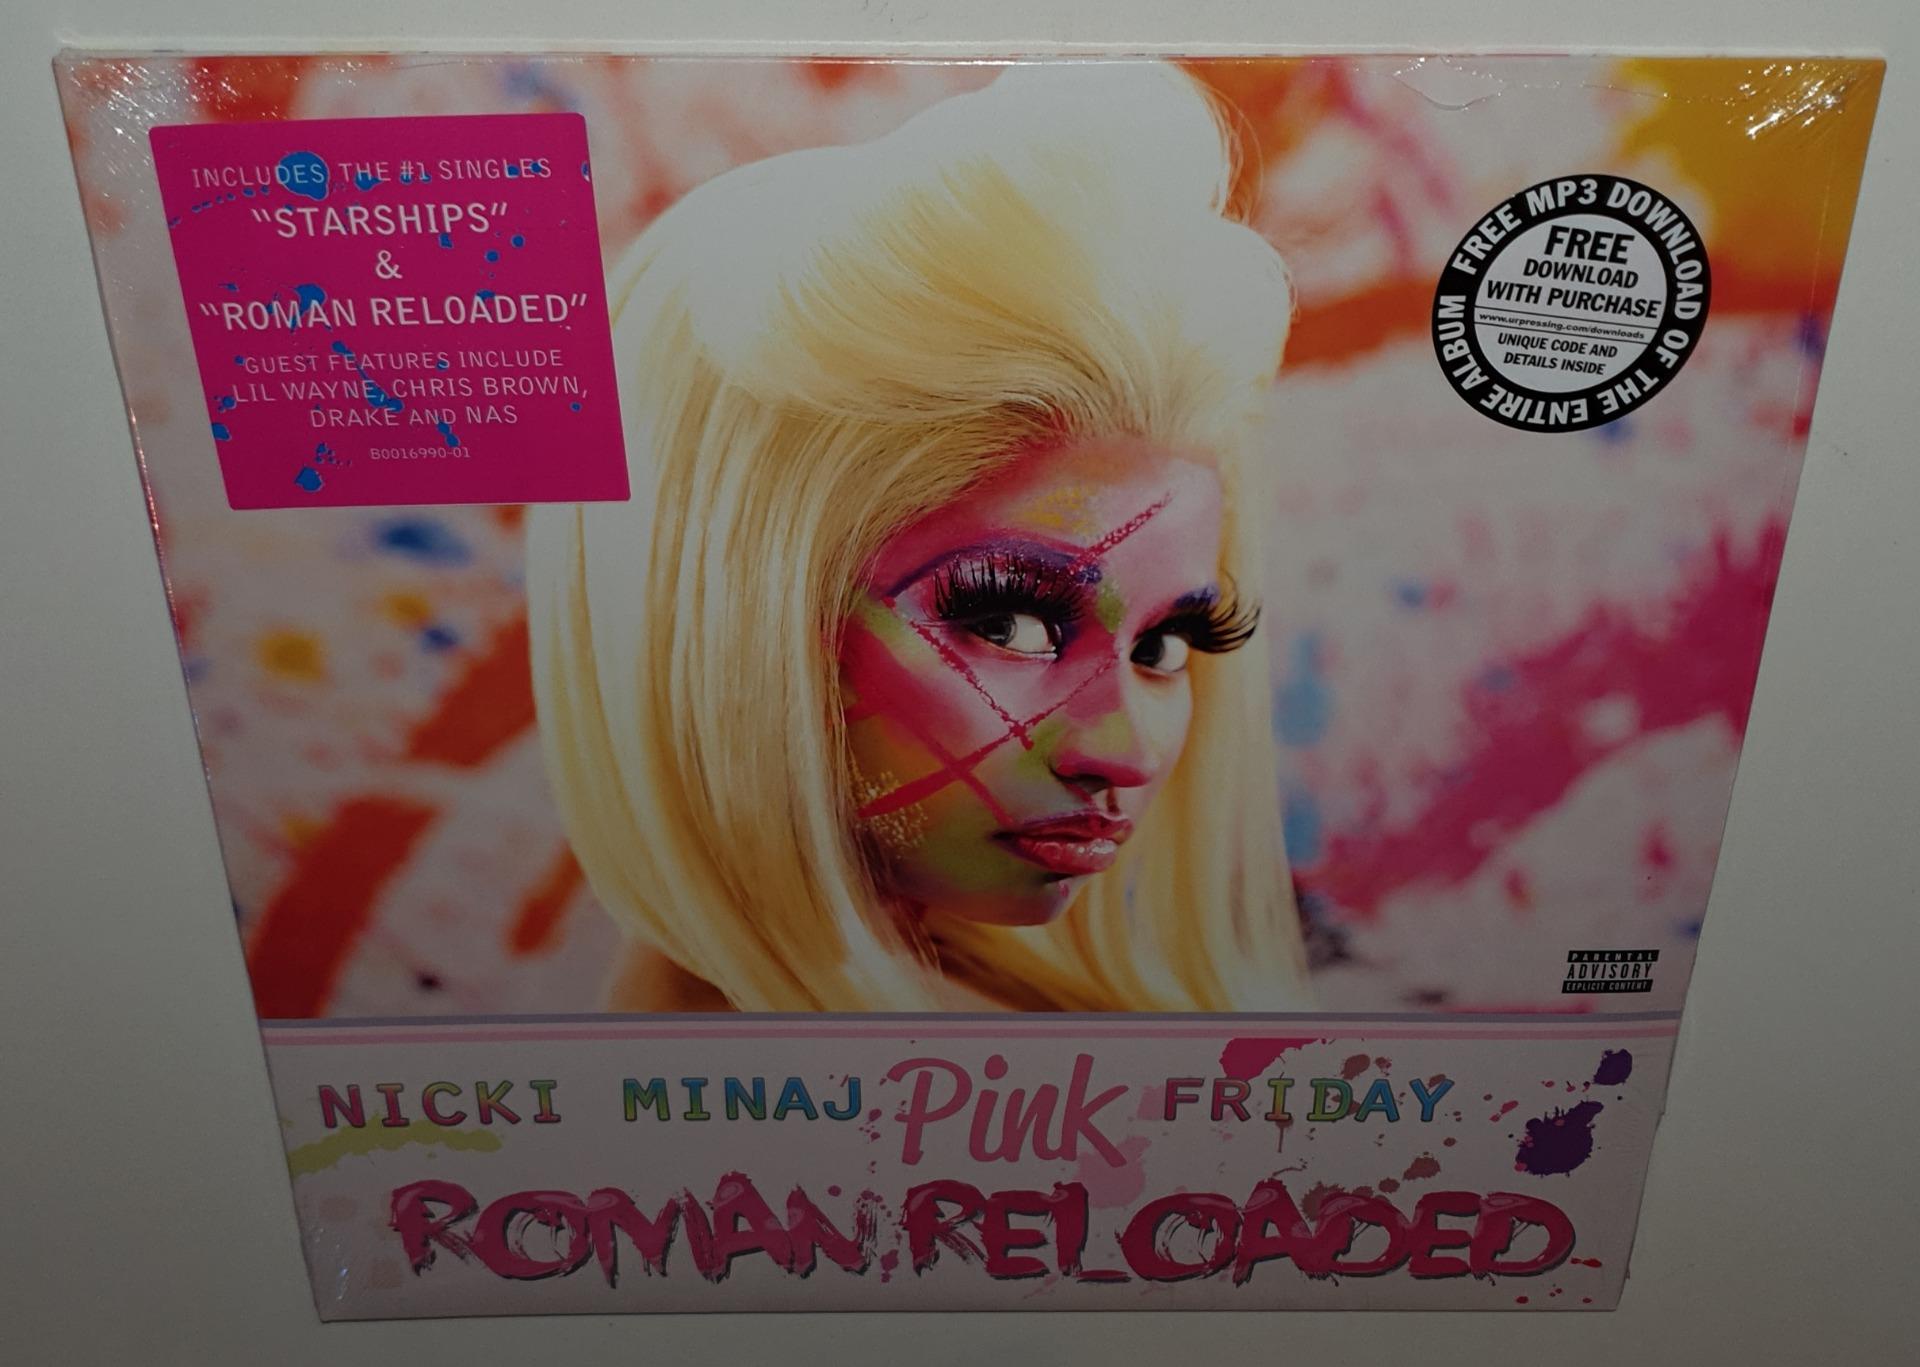 INCLUDES THE #1 SINGLES
"STARSHIPS"
&
"ROMAN RELOADED"
GUEST FEATURES INCLUDE
LIL WAYNE, CHRIS BROWN,
DRAKE AND NAS
B0016990-01
FREE MP3 DOWNLOAD OF THE ENTIRE ALBUM
FREE
DOWNLOAD
WITH PURCHASE
www.urpressing.com/downloads
UNIQUE CODE AND
DETAILS INSIDE
PARENTAL
ADVISORY
EXPLICIT CONTENT
NICKI MINAJ Pink FRIDAY
ROMAN RELOADED